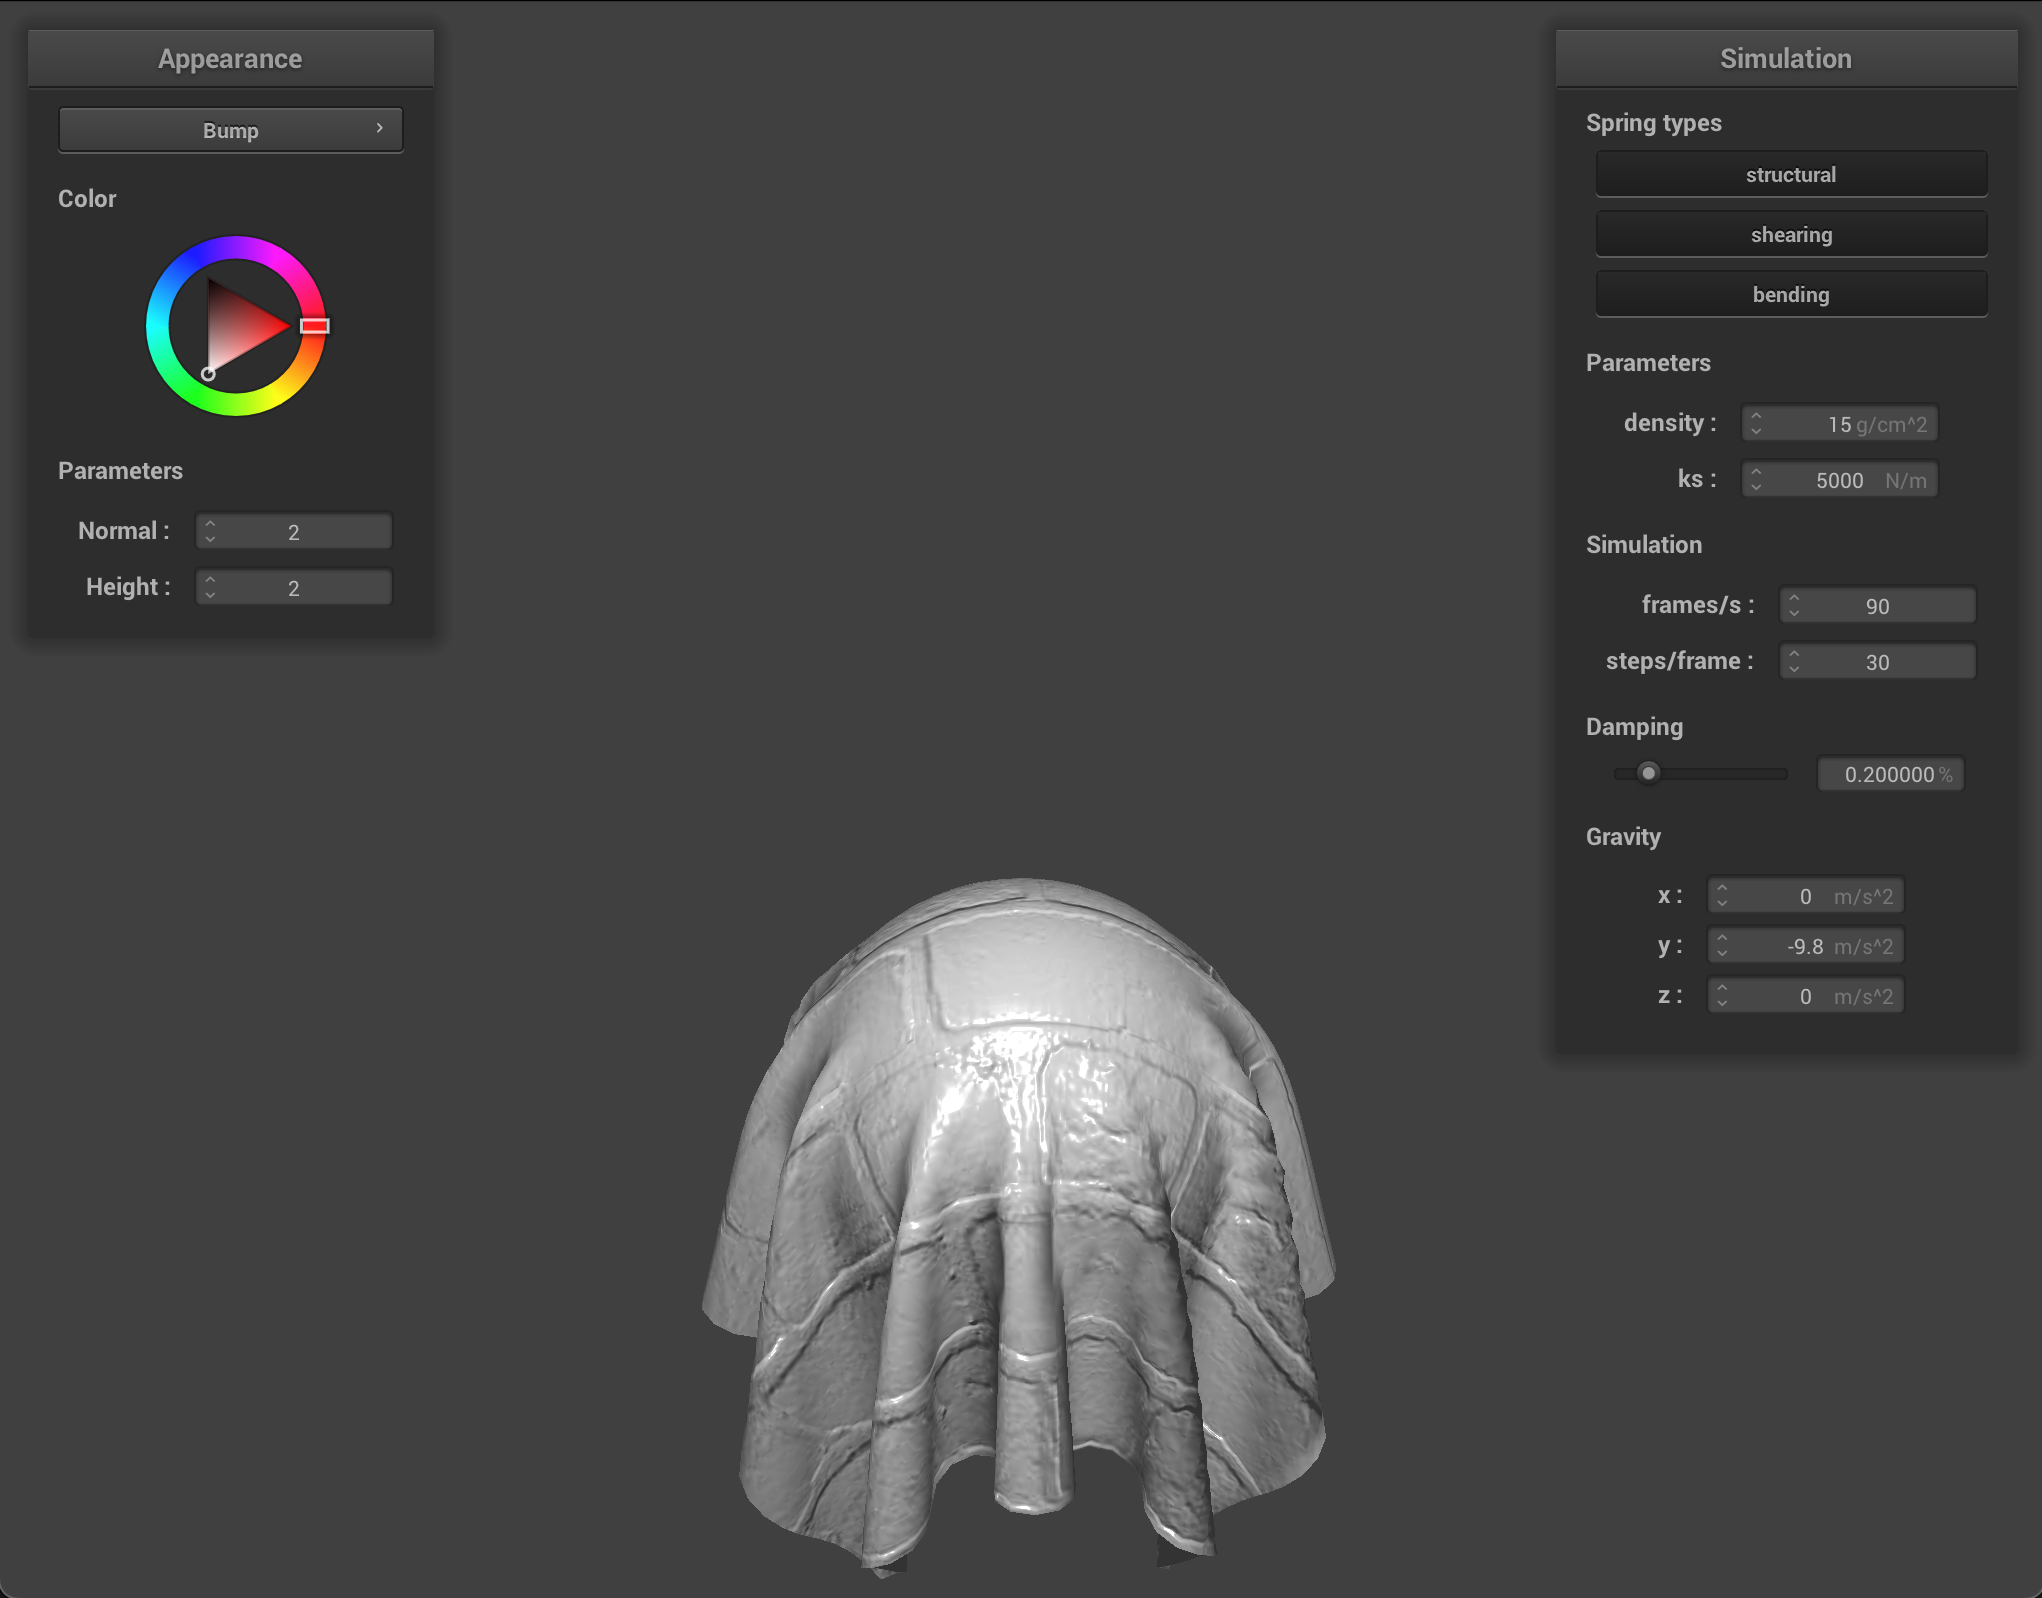 Appearance
Bump
Color
Parameters
Normal : 2
Height : 2
Simulation
Spring types
structural
shearing
bending
Parameters
density : 15 g/cm^2
ks : 5000 N/m
Simulation
frames/s : 90
steps/frame : 30
Damping
0.200000 %
Gravity
x : 0 m/s^2
y : -9.8 m/s^2
z : 0 m/s^2